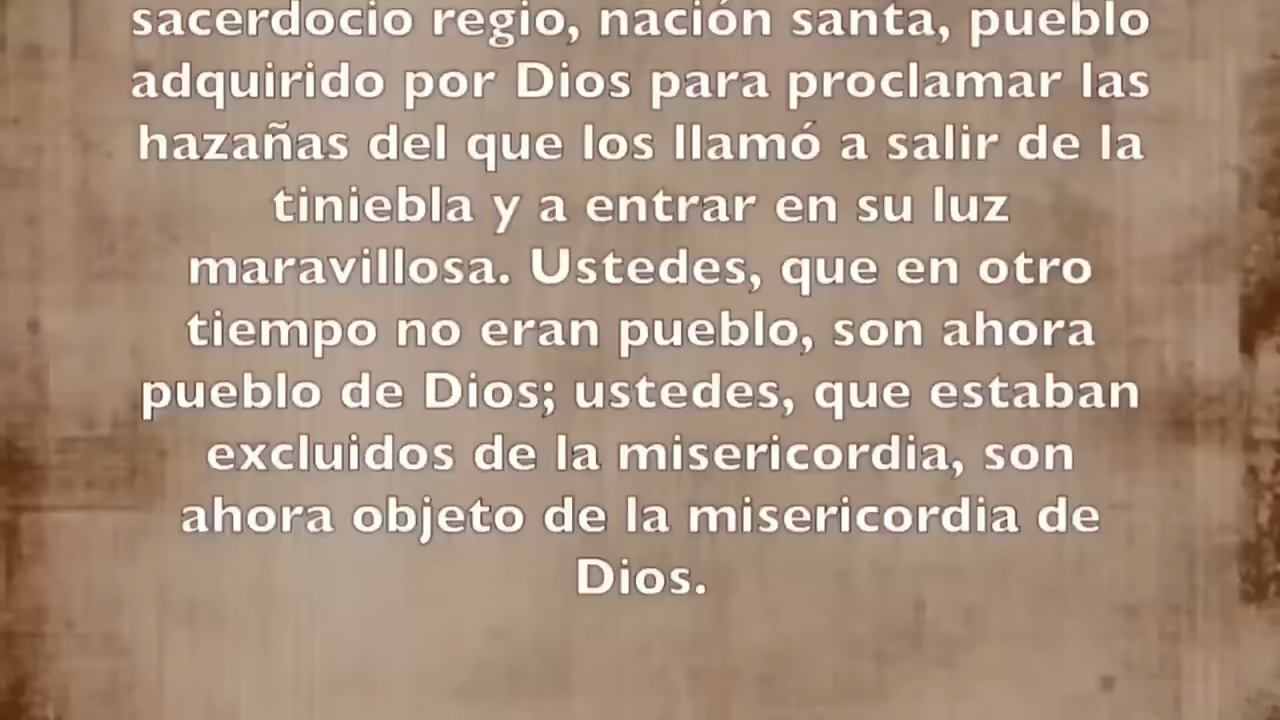 sacerdocio regio, nación santa, pueblo
adquirido por Dios para proclamar las
hazañas del que los llamó a salir de la
tiniebla y a entrar en su luz
maravillosa. Ustedes, que en otro
tiempo no eran pueblo, son ahora
pueblo de Dios; ustedes, que estaban
excluidos de la misericordia, son
ahora objeto de la misericordia de
Dios.